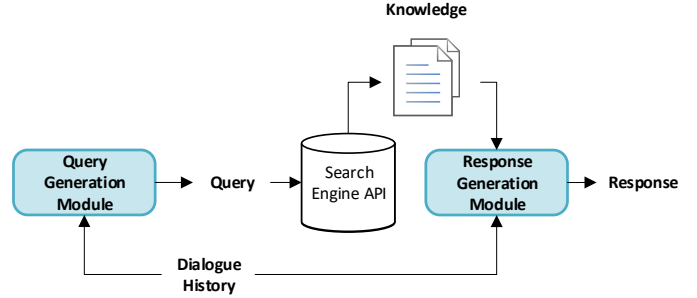 Knowledge
Query
Generation
Module
Query
Search
Engine API
Response
Generation
Module
Response
Dialogue
History